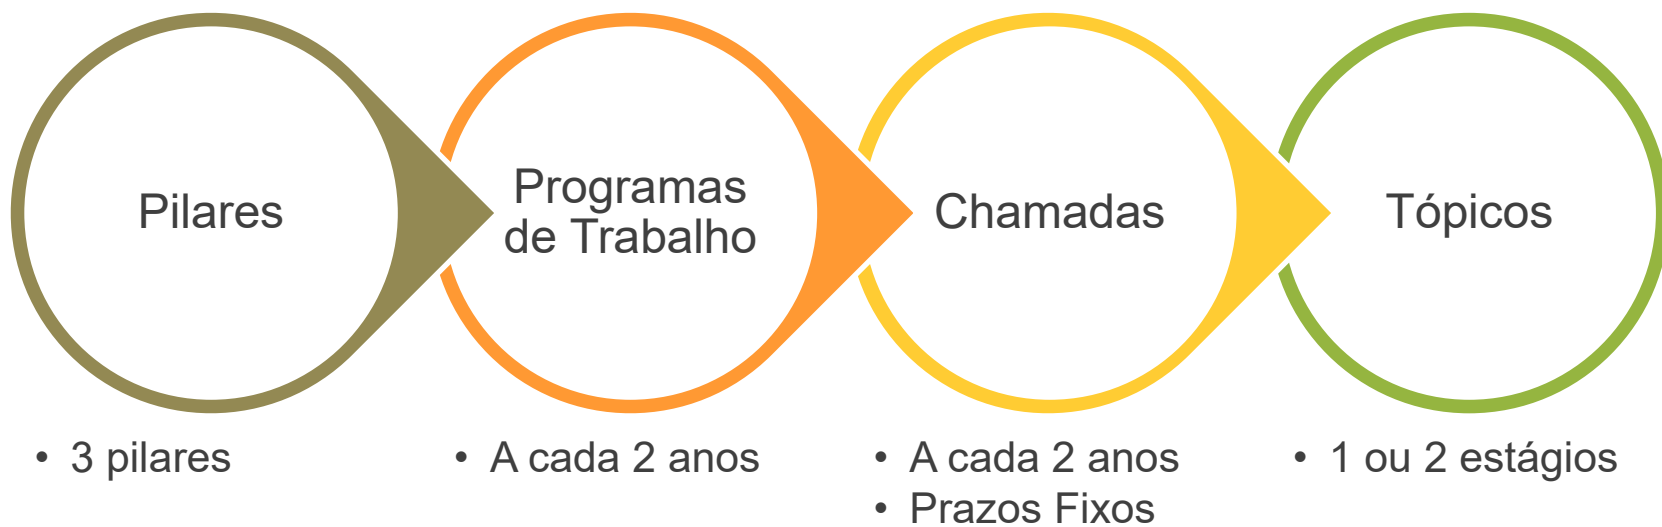 Pilares
Programas
de Trabalho
Chamadas
Tópicos
• 3 pilares
• A cada 2 anos
• A cada 2 anos
• Prazos Fixos
• 1 ou 2 estágios